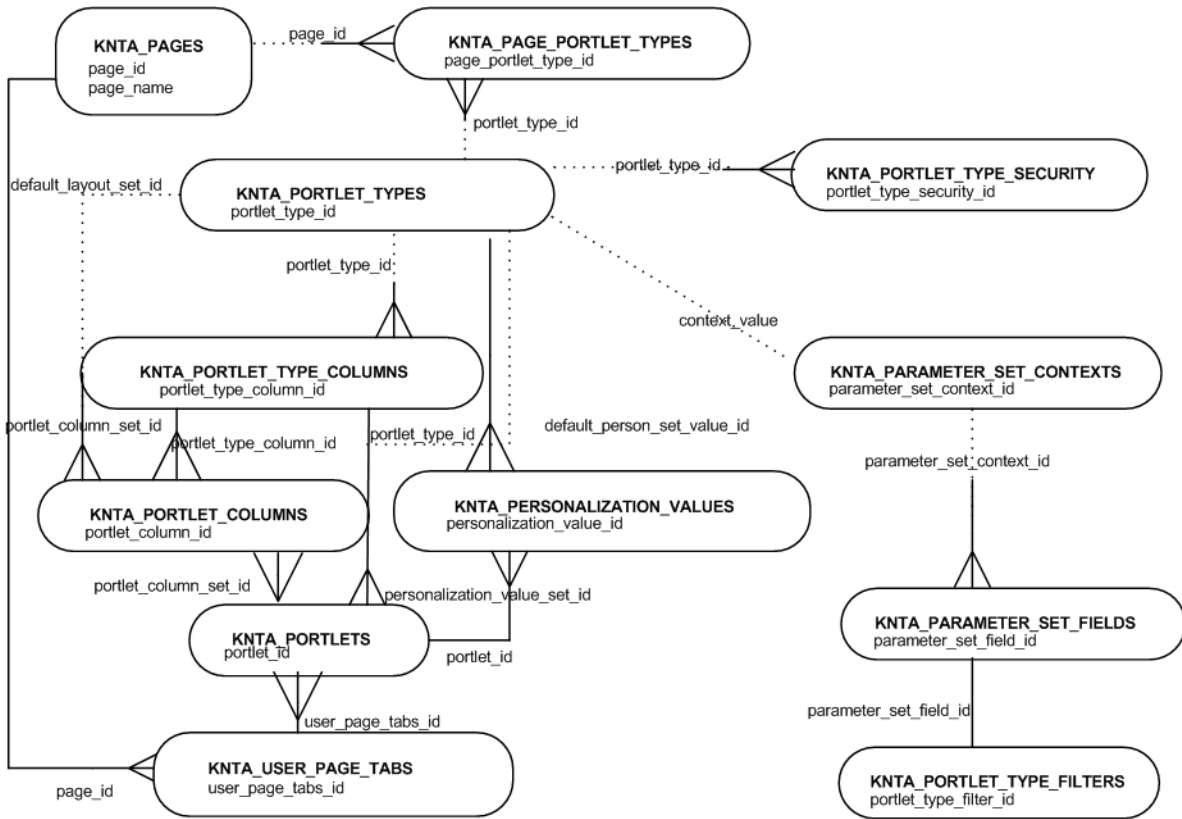 KNTA_PAGES
page_id
page_name
page_id
KNTA_PAGE_PORTLET_TYPES
page_portlet_type_id
portlet_type_id
default_layout_set_id
KNTA_PORTLET_TYPES
portlet_type_id
portlet_type_id
KNTA_PORTLET_TYPE_SECURITY
portlet_type_security_id
portlet_type_id
context_value
KNTA_PORTLET_TYPE_COLUMNS
portlet_type_column_id
KNTA_PARAMETER_SET_CONTEXTS
parameter_set_context_id
portlet_column_set_id
portlet_type_column_id
portlet_type_id
default_person_set_value_id
parameter_set_context_id
KNTA_PORTLET_COLUMNS
portlet_column_id
KNTA_PERSONALIZATION_VALUES
personalization_value_id
portlet_column_set_id
personalization_value_set_id
KNTA_PORTLETS
portlet_id
portlet_id
KNTA_PARAMETER_SET_FIELDS
parameter_set_field_id
user_page_tabs_id
parameter_set_field_id
KNTA_USER_PAGE_TABS
user_page_tabs_id
page_id
KNTA_PORTLET_TYPE_FILTERS
portlet_type_filter_id